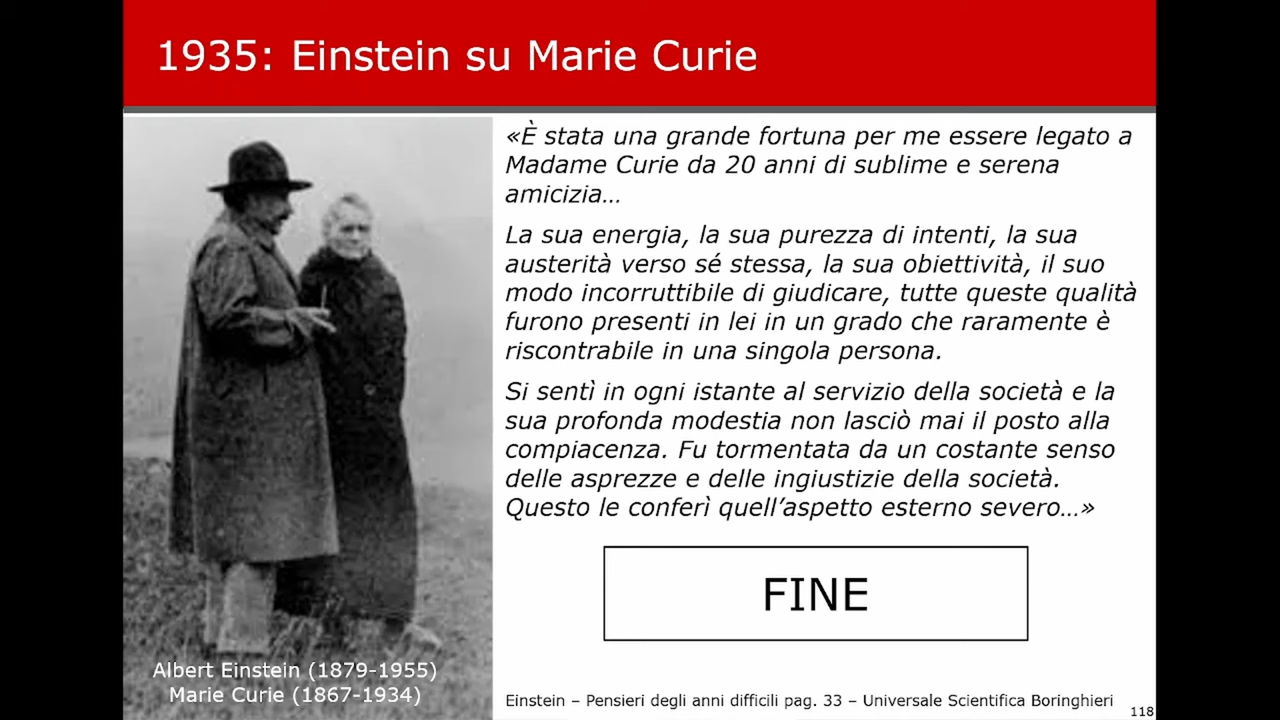 1935: Einstein su Marie Curie
«È stata una grande fortuna per me essere legato a
Madame Curie da 20 anni di sublime e serena
amicizia…
La sua energia, la sua purezza di intenti, la sua
austerità verso sé stessa, la sua obiettività, il suo
modo incorruttibile di giudicare, tutte queste qualità
furono presenti in lei in un grado che raramente è
riscontrabile in una singola persona.
Si sentì in ogni istante al servizio della società e la
sua profonda modestia non lasciò mai il posto alla
compiacenza. Fu tormentata da un costante senso
delle asprezze e delle ingiustizie della società.
Questo le conferì quell’aspetto esterno severo…»
FINE
Albert Einstein (1879-1955)
Marie Curie (1867-1934)
Einstein – Pensieri degli anni difficili pag. 33 – Universale Scientifica Boringhieri
118